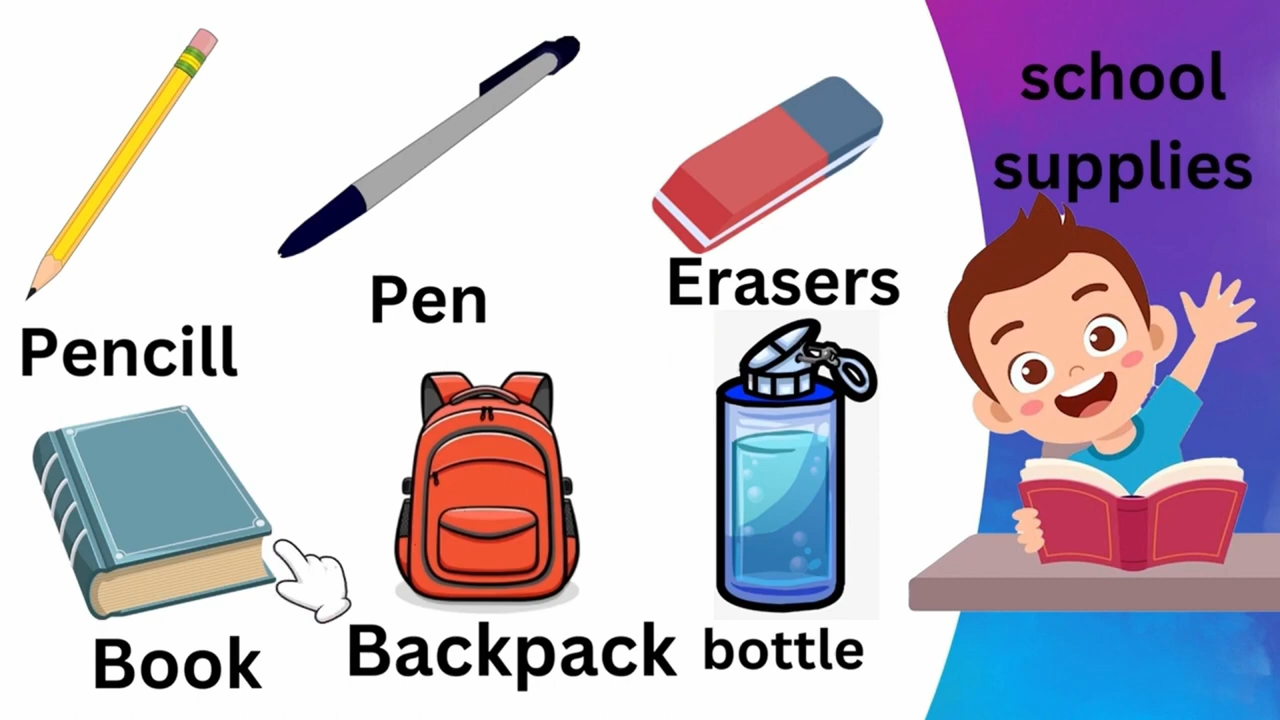 Pencill
Pen
Erasers
Book
Backpack
bottle
school
supplies